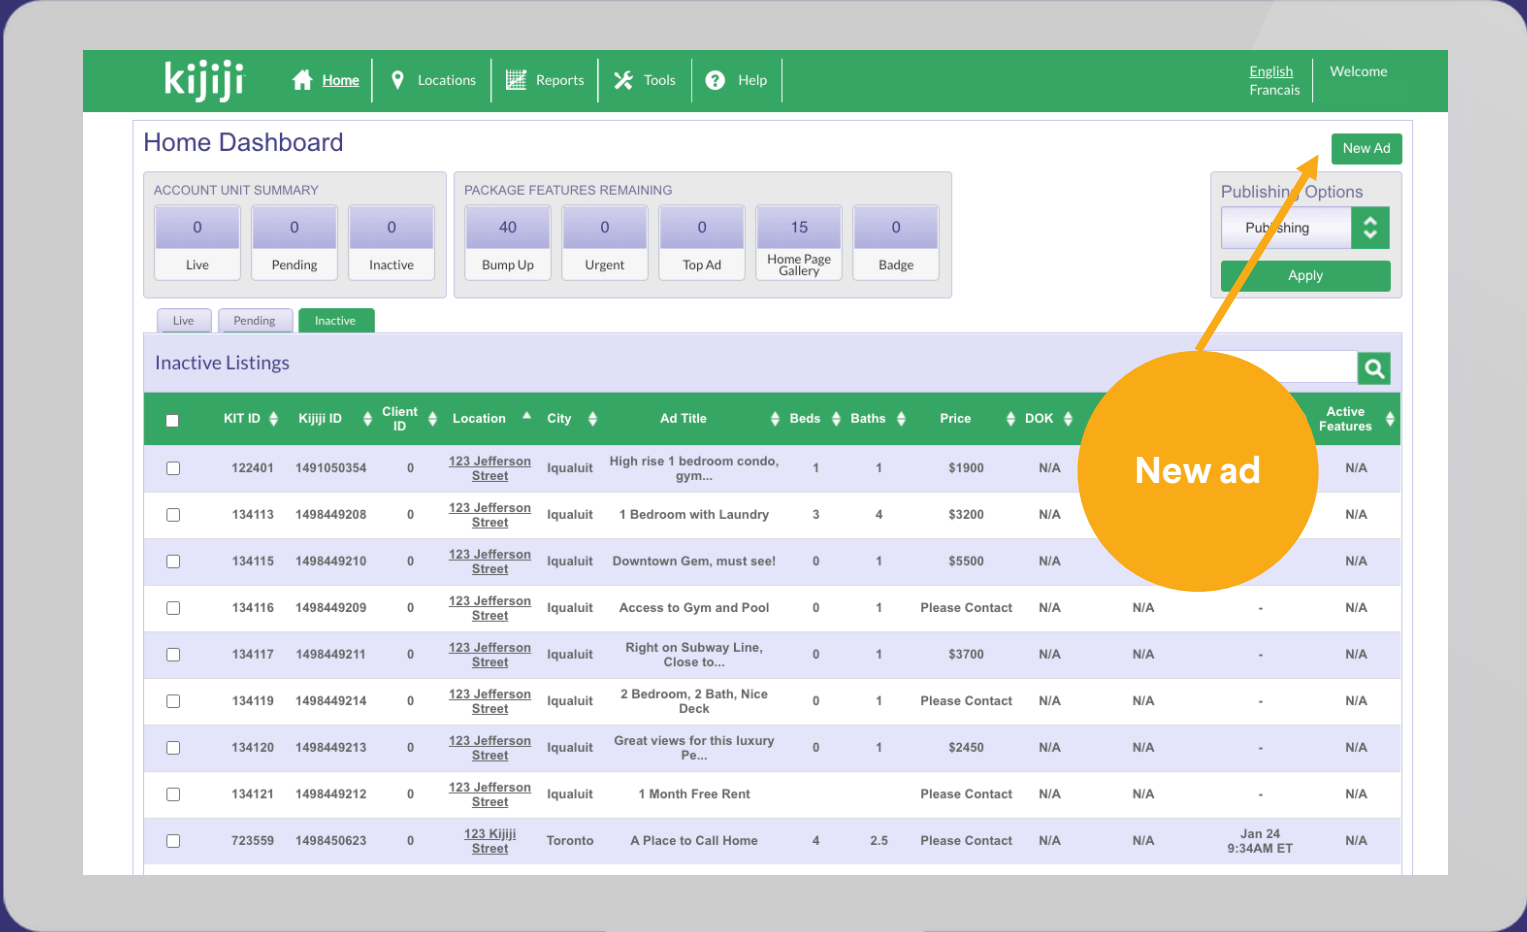 kijiji
Home
Locations
Reports
Tools
Help
English
Francais
Welcome
Home Dashboard
New Ad
ACCOUNT UNIT SUMMARY
0 0 0
Live Pending Inactive
PACKAGE FEATURES REMAINING
40 0 0 15 0
Bump Up Urgent Top Ad Home Page Badge
Gallery
Publishing Options
Publishing
Apply
Live Pending Inactive
Inactive Listings
KIT ID Kijiji ID Client ID Location City Ad Title Beds Baths Price DOK Active Features
122401 1491050354 0 123 Jefferson Street Iqualuit High rise 1 bedroom condo, gym... 1 1 $1900 N/A N/A
134113 1498449208 0 123 Jefferson Street Iqualuit 1 Bedroom with Laundry 3 4 $3200 N/A N/A
134115 1498449210 0 123 Jefferson Street Iqualuit Downtown Gem, must see! 0 1 $5500 N/A N/A
134116 1498449209 0 123 Jefferson Street Iqualuit Access to Gym and Pool 0 1 Please Contact N/A N/A - N/A
134117 1498449211 0 123 Jefferson Street Iqualuit Right on Subway Line, Close to... 0 1 $3700 N/A N/A - N/A
134119 1498449214 0 123 Jefferson Street Iqualuit 2 Bedroom, 2 Bath, Nice Deck 0 1 Please Contact N/A N/A - N/A
134120 1498449213 0 123 Jefferson Street Iqualuit Great views for this luxury Pe... 0 1 $2450 N/A N/A - N/A
134121 1498449212 0 123 Jefferson Street Iqualuit 1 Month Free Rent Please Contact N/A N/A - N/A
723559 1498450623 0 123 Kijiji Street Toronto A Place to Call Home 4 2.5 Please Contact N/A N/A Jan 24 9:34AM ET N/A
New ad